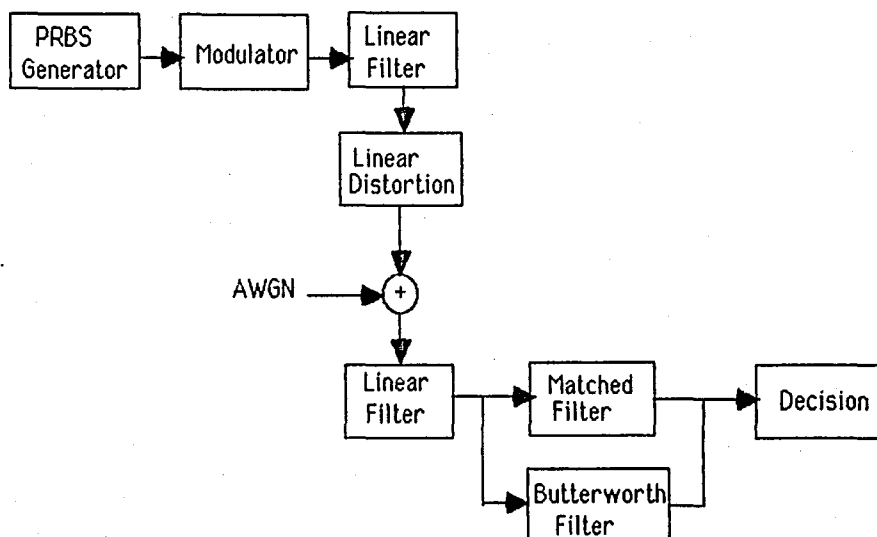 PRBS
Generator
Modulator
Linear
Filter
Linear
Distortion
AWGN
+
Linear
Filter
Matched
Filter
Decision
Butterworth
Filter